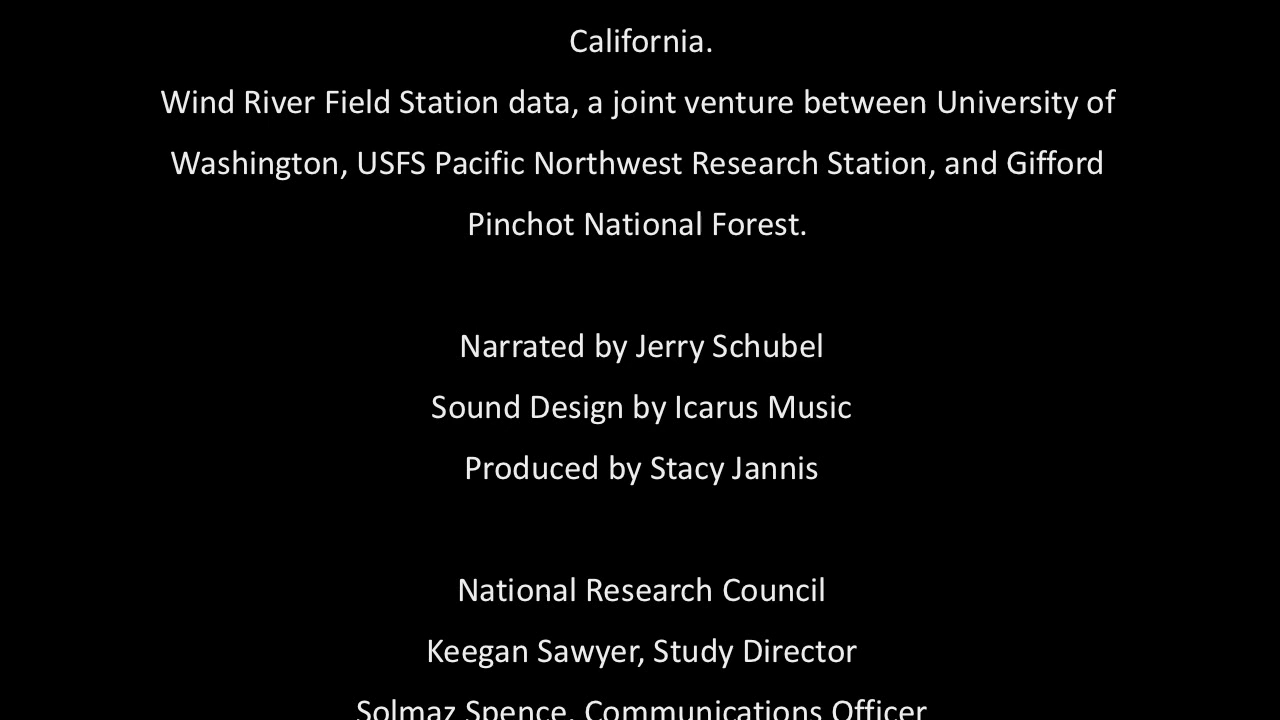 California.
Wind River Field Station data, a joint venture between University of
Washington, USFS Pacific Northwest Research Station, and Gifford
Pinchot National Forest.
Narrated by Jerry Schubel
Sound Design by Icarus Music
Produced by Stacy Jannis
National Research Council
Keegan Sawyer, Study Director
Solmaz Spence, Communications Officer